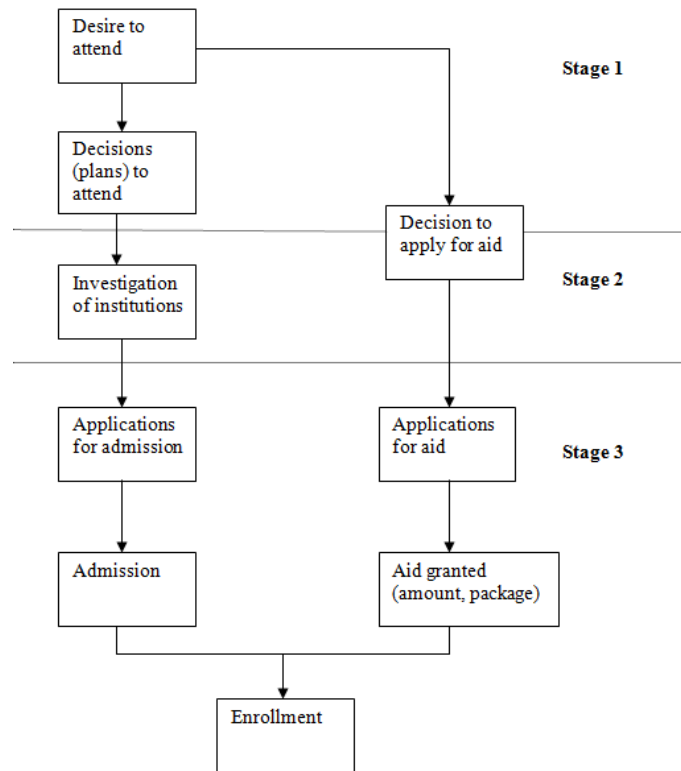 Desire to
attend
Stage 1
Decisions
(plans) to
attend
Decision to
apply for aid
Investigation
of institutions
Stage 2
Applications
for admission
Applications
for aid
Stage 3
Admission
Aid granted
(amount, package)
Enrollment